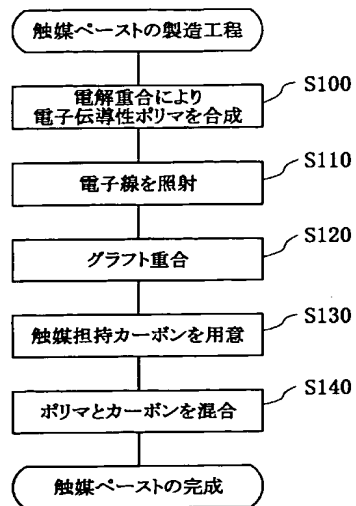 触媒ペーストの製造工程
電解重合により
電子伝導性ポリマを合成
S100
電子線を照射
S110
グラフト重合
S120
触媒担持カーボンを用意
S130
ポリマとカーボンを混合
S140
触媒ペーストの完成